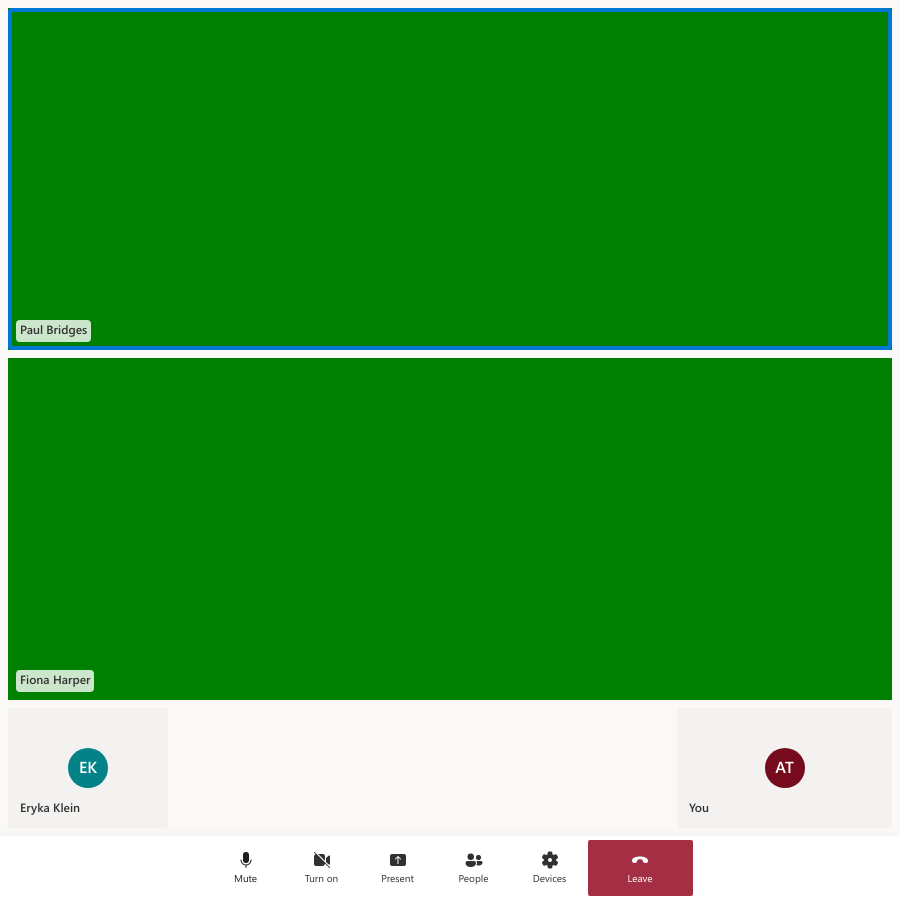 Paul Bridges
Fiona Harper
EK
Eryka Klein
AT
You
Mute
Turn on
Present
People
Devices
Leave